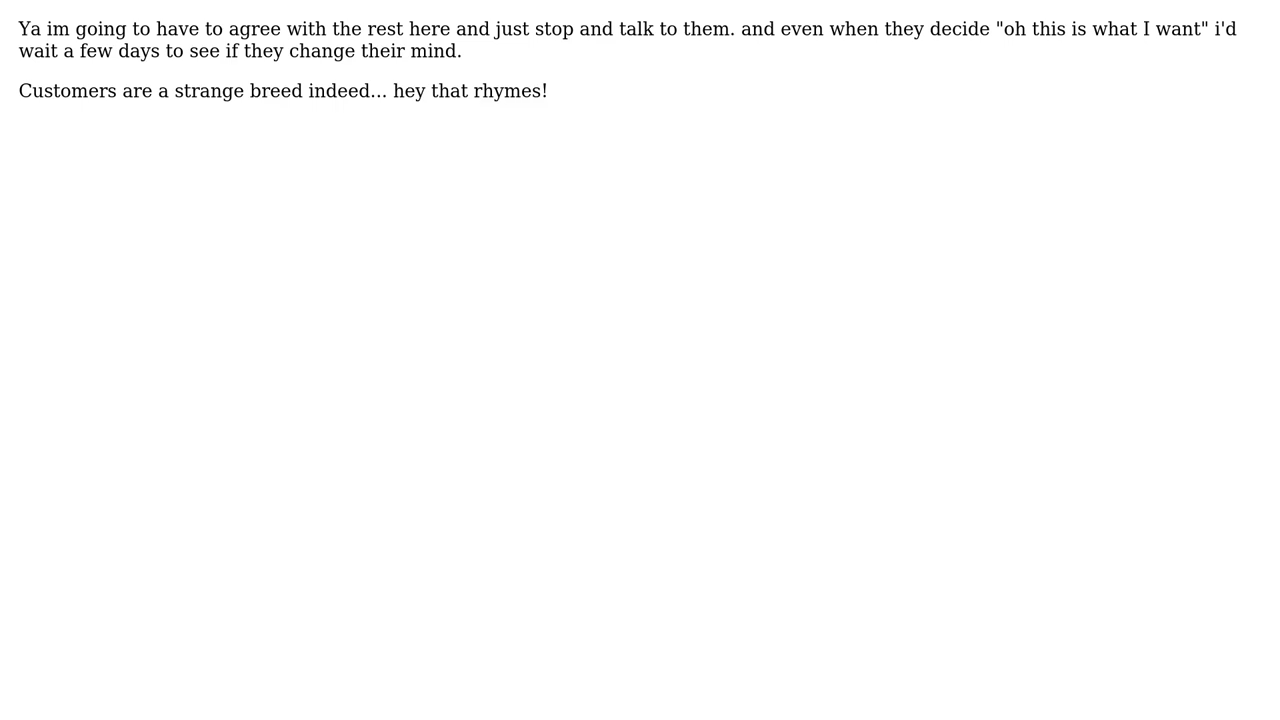 Ya im going to have to agree with the rest here and just stop and talk to them. and even when they decide "oh this is what I want" i'd
wait a few days to see if they change their mind.
Customers are a strange breed indeed... hey that rhymes!